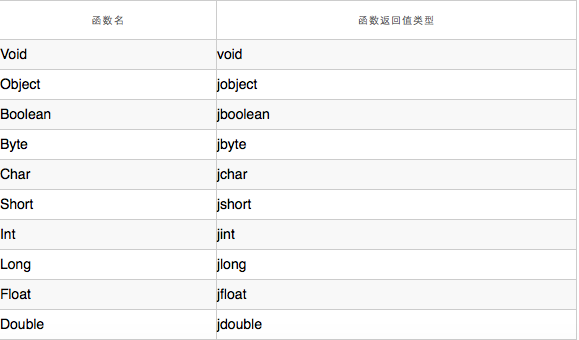 函数名 函数返回值类型
Void void
Object jobject
Boolean jboolean
Byte jbyte
Char jchar
Short jshort
Int jint
Long jlong
Float jfloat
Double jdouble